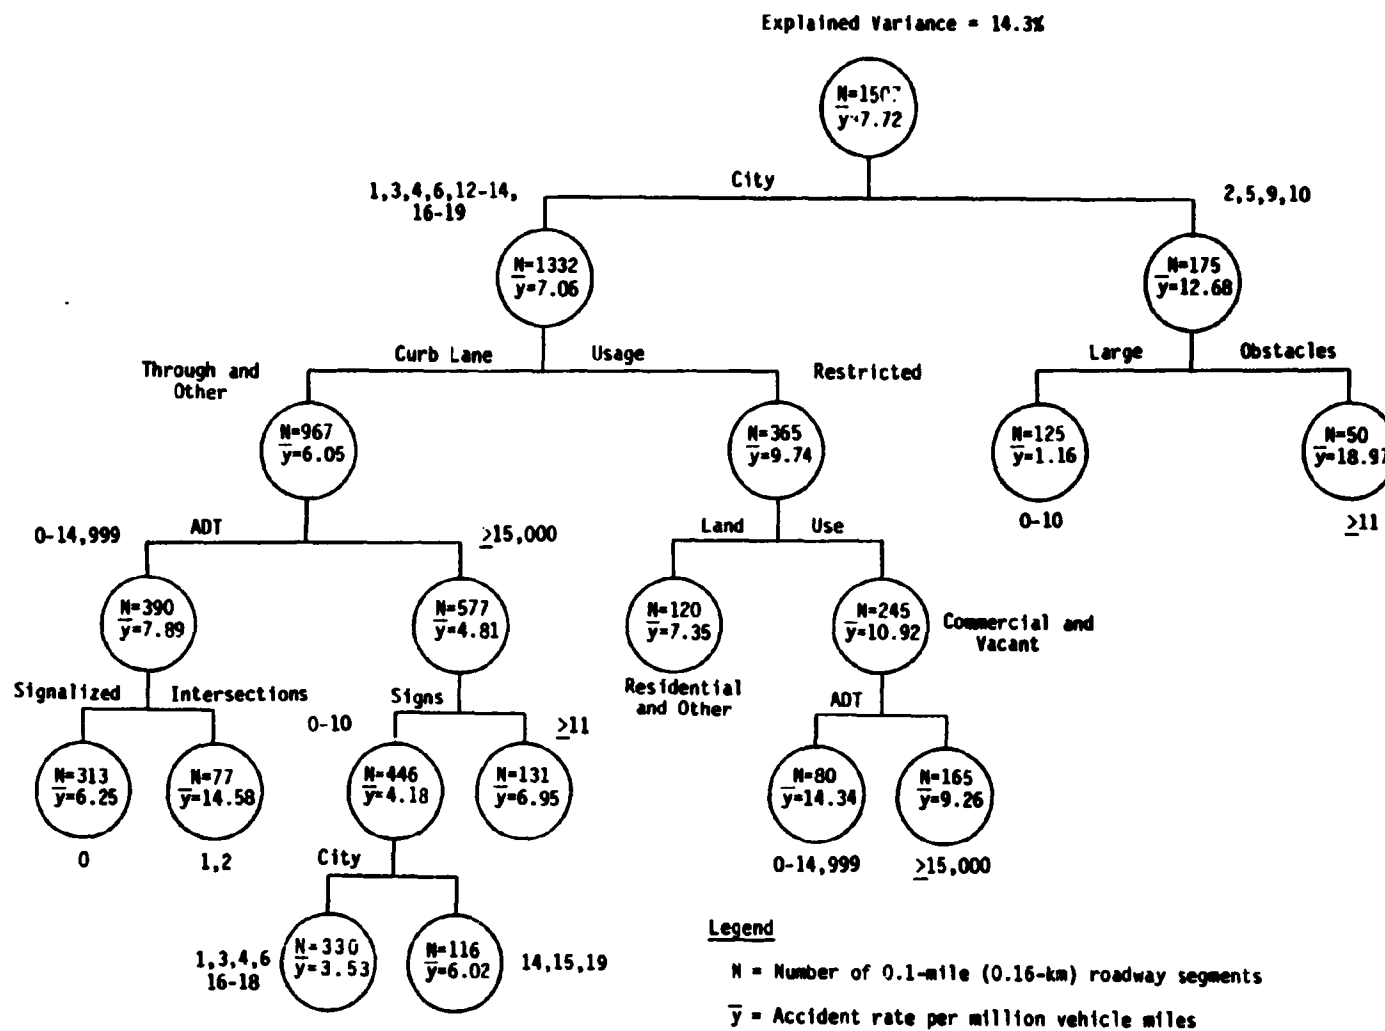 Explained Variance = 14.3%
N=1507
y=7.72
City
1,3,4,6,12-14,
16-19
2,5,9,10
N=1332
y=7.06
N=175
y=12.68
Curb Lane Usage
Through and
Other
Restricted
Large Obstacles
N=967
y=6.05
N=365
y=9.74
N=125
y=1.16
N=50
y=18.97
0-10
≥11
0-14,999
ADT
≥15,000
Land Use
N=390
y=7.89
N=577
y=4.81
N=120
y=7.35
N=245
y=10.92
Commercial and
Vacant
Residential
and Other
Signalized Intersections
0-10
Signs
≥11
ADT
N=313
y=6.25
N=77
y=14.58
N=446
y=4.18
N=131
y=6.95
N=80
y=14.34
N=165
y=9.26
0
1,2
City
0-14,999
≥15,000
1,3,4,6
16-18
N=330
y=3.53
N=116
y=6.02
14,15,19
Legend
N = Number of 0.1-mile (0.16-km) roadway segments
y = Accident rate per million vehicle miles